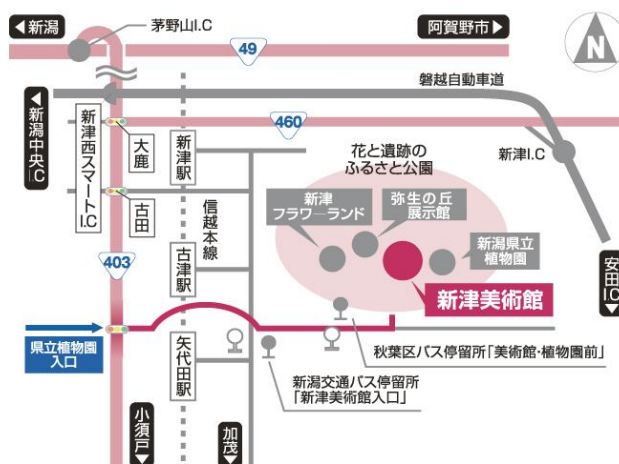 ◀新潟
茅野山I.C
49
阿賀野市▶
N
磐越自動車道
◀新潟中央I.C
新津西スマートI.C
大鹿
新津駅
460
花と遺跡の
ふるさと公園
新津I.C
古田
信越本線
新津
フラワーランド
弥生の丘
展示館
新潟県立
植物園
古津駅
403
新津美術館
安田I.C▶
県立植物園
入口
矢代田駅
秋葉区バス停留所「美術館・植物園前」
新潟交通バス停留所
「新津美術館入口」
小須戸▶
加茂▶